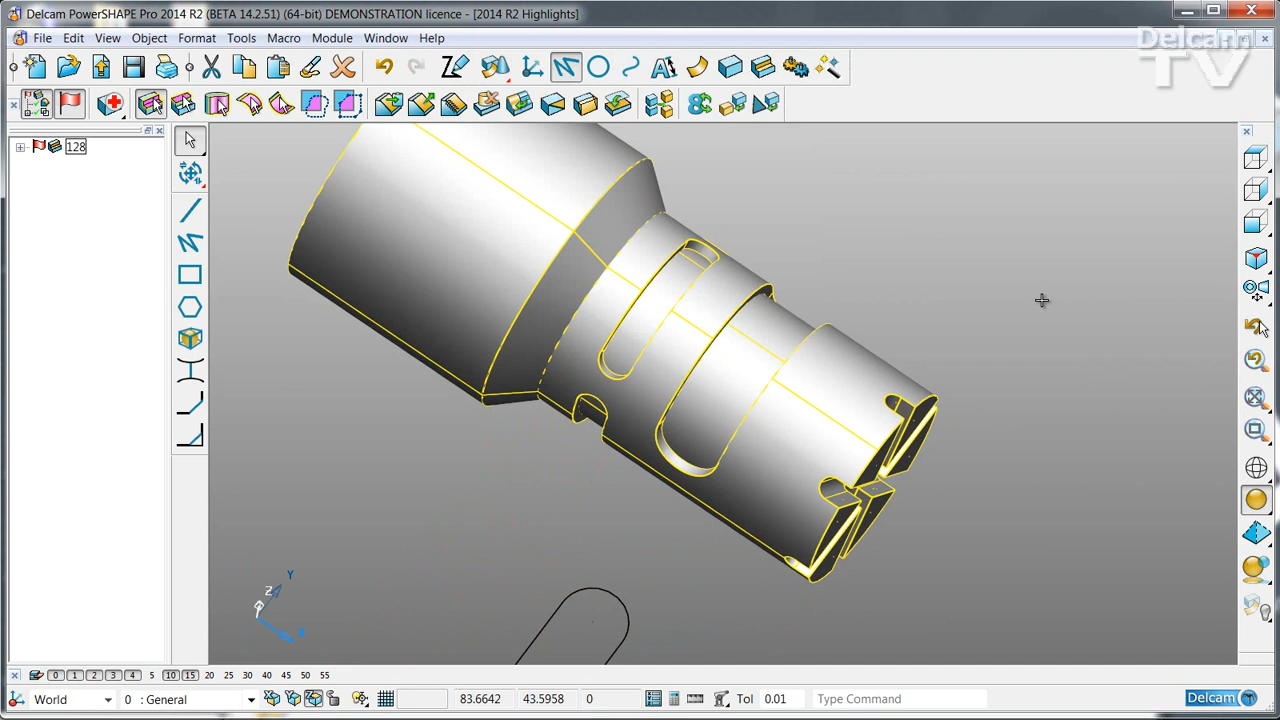 Delcam PowerSHAPE Pro 2014 R2 (BETA 14.2.51) (64-bit) DEMONSTRATION licence - [2014 R2 Highlights]
File Edit View Object Format Tools Macro Module Window Help
Delcam
TV
128
Y
Z
X
0 1 2 3 4 5 10 15 20 25 30 40 45 50 55
World 0 : General 83.6642 43.5958 0 Tol 0.01 Type Command Delcam